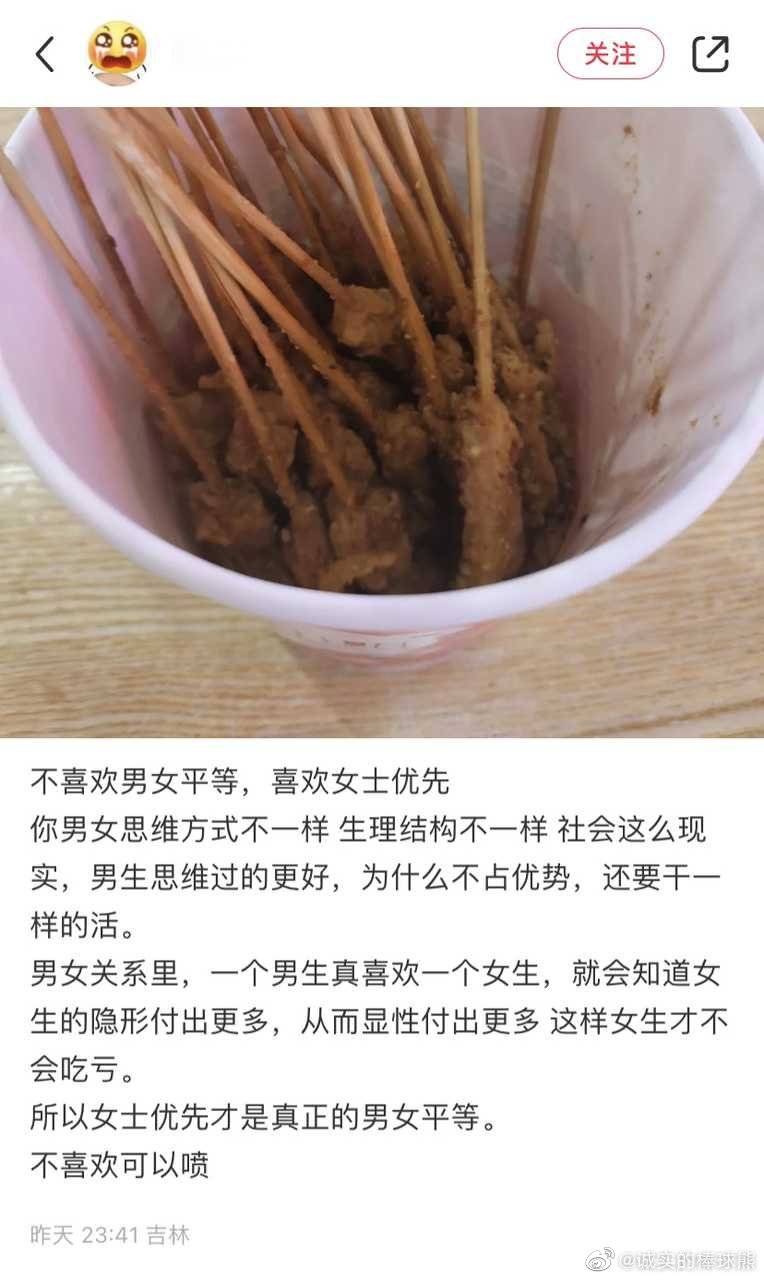 关注
不喜欢男女平等，喜欢女士优先
你男女思维方式不一样 生理结构不一样 社会这么现
实，男生思维过的更好，为什么不占优势，还要干一
样的活。
男女关系里，一个男生真喜欢一个女生，就会知道女
生的隐形付出更多，从而显性付出更多 这样女生才不
会吃亏。
所以女士优先才是真正的男女平等。
不喜欢可以喷
昨天 23:41 吉林
@诚实的棒球熊